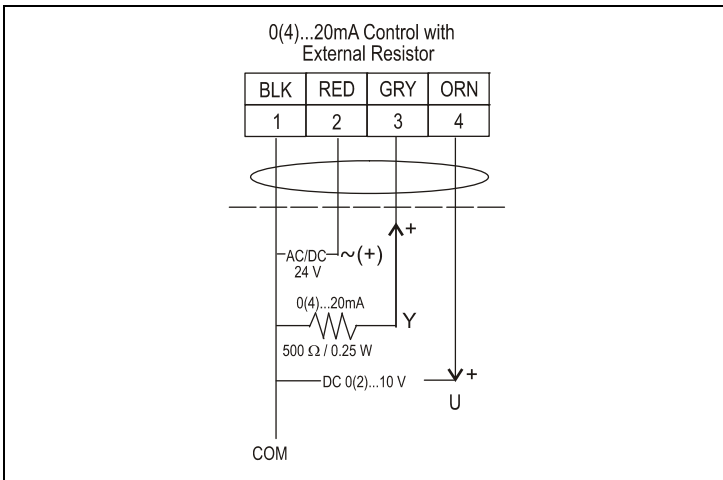 0(4)...20mA Control with
External Resistor
BLK RED GRY ORN
1 2 3 4
+
AC/DC ~(+)
24 V
0(4)...20mA
Y
500 Ω / 0.25 W
DC 0(2)...10 V +
U
COM